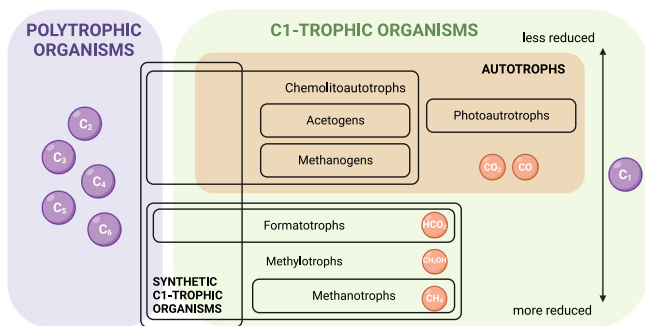 POLYTROPHIC
ORGANISMS
C1-TROPHIC ORGANISMS
less reduced
AUTOTROPHS
Chemolitoautotrophs
Acetogens
Photoautrotrophs
Methanogens
CO₂
CO
C₂
C₃
C₄
C₅
C₆
C₁
Formatotrophs
HCO₂
Methylotrophs
CH₃OH
SYNTHETIC
C1-TROPHIC
ORGANISMS
Methanotrophs
CH₄
more reduced